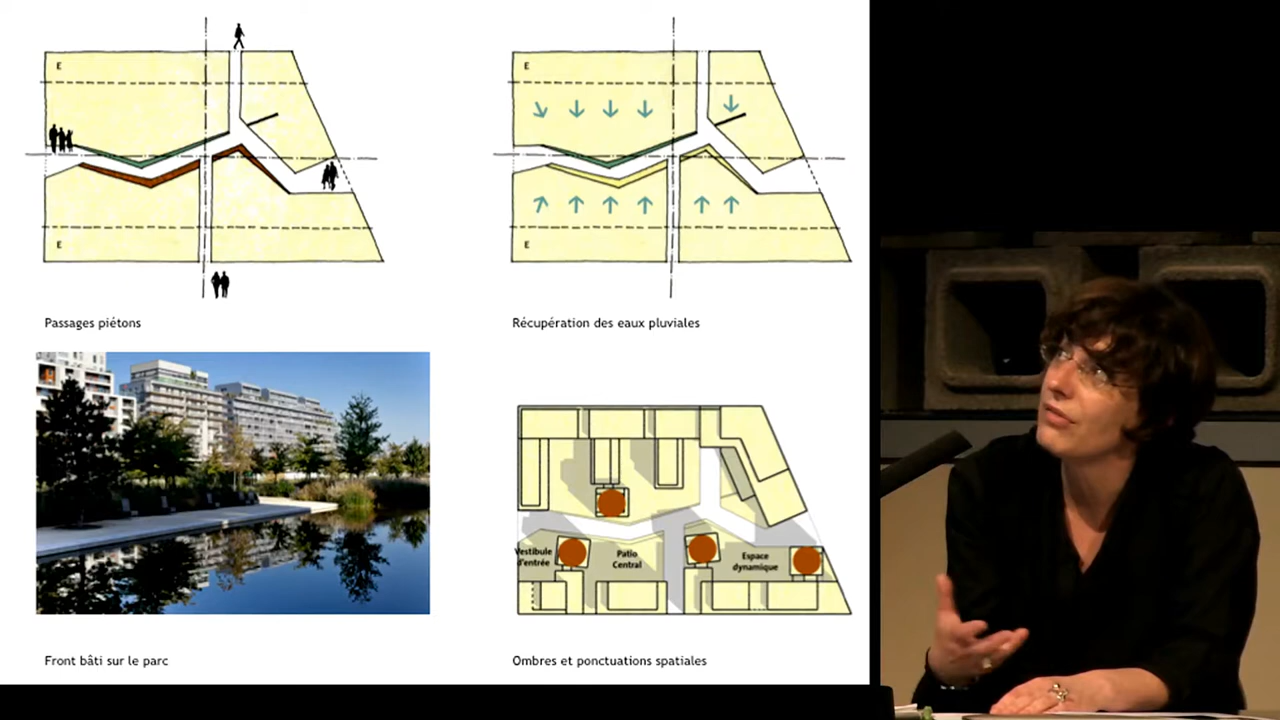 E
E
E
E
Passages piétons
Récupération des eaux pluviales
Vestibule
d'entrée
Patio
Central
Espace
dynamique
Front bâti sur le parc
Ombres et ponctuations spatiales